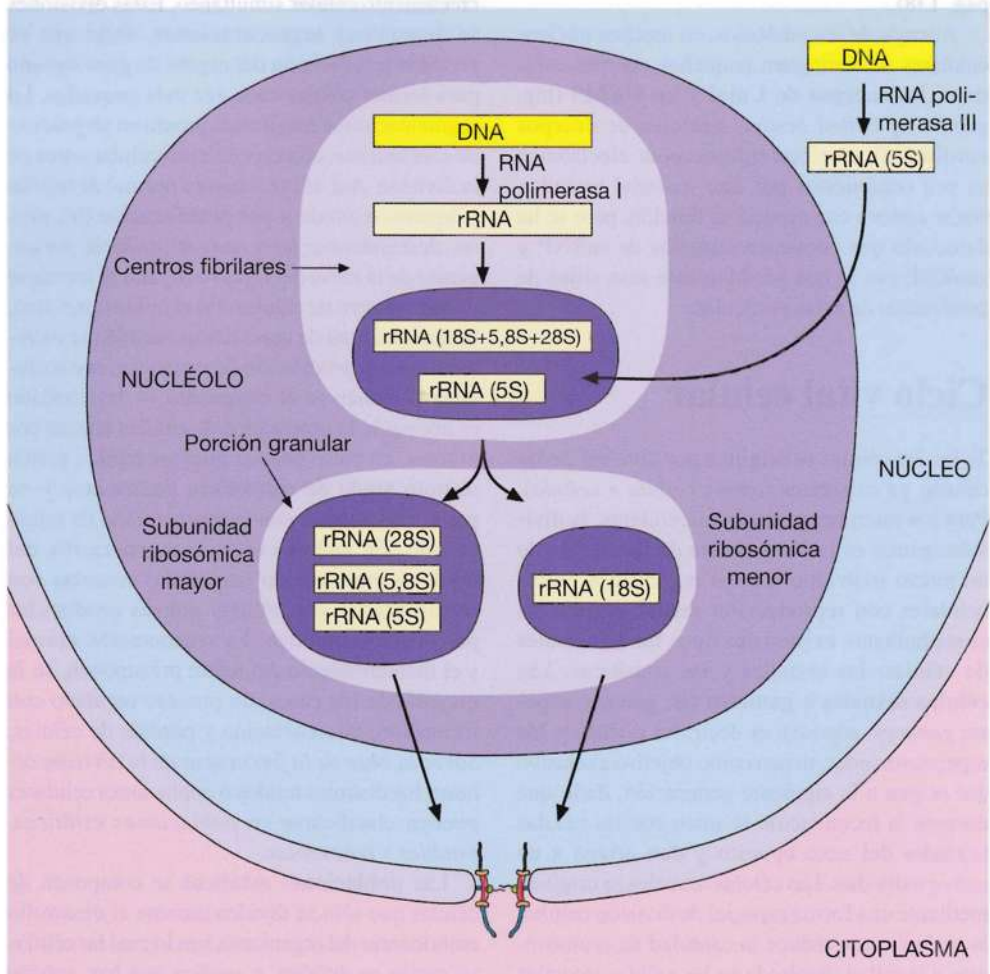 DNA
RNA poli-
merasa III
rRNA (5S)
DNA
RNA
polimerasa I
rRNA
Centros fibrilares
rRNA (18S+5,8S+28S)
rRNA (5S)
NUCLÉOLO
Porción granular
NÚCLEO
Subunidad
ribosómica
mayor
rRNA (28S)
rRNA (5,8S)
rRNA (5S)
Subunidad
ribosómica
menor
rRNA (18S)
CITOPLASMA